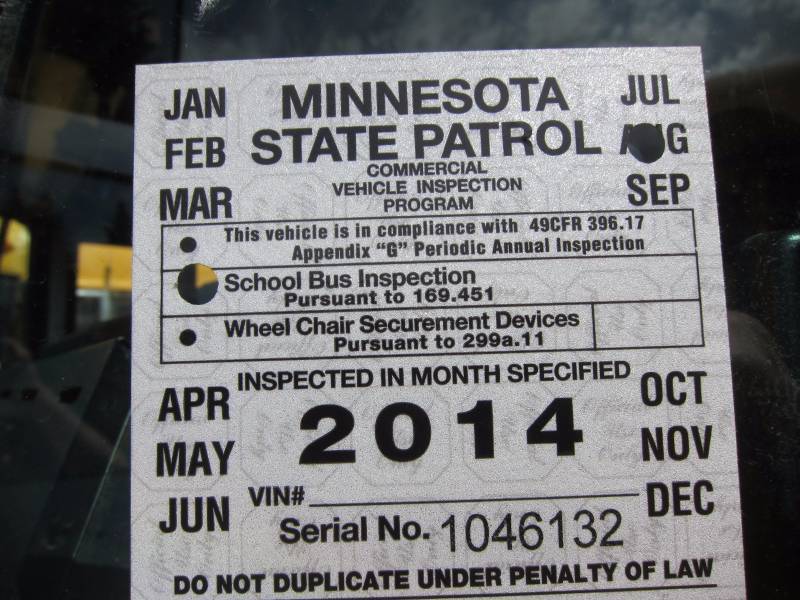 JAN MINNESOTA JUL
FEB STATE PATROL AUG
COMMERCIAL
MAR VEHICLE INSPECTION SEP
PROGRAM
This vehicle is in compliance with 49CFR 396.17
Appendix "G" Periodic Annual Inspection
School Bus Inspection
Pursuant to 169.451
Wheel Chair Securement Devices
Pursuant to 299a.11
APR INSPECTED IN MONTH SPECIFIED OCT
MAY 2014 NOV
JUN VIN# DEC
Serial No. 1046132
DO NOT DUPLICATE UNDER PENALTY OF LAW